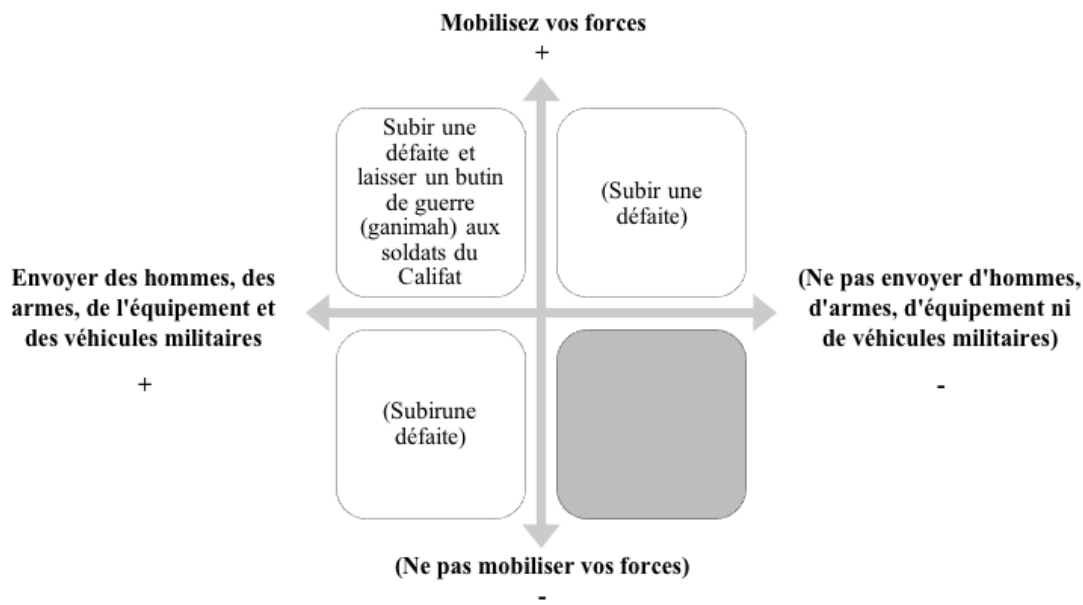 Mobilisez vos forces
+
Subir une
défaite et
laisser un butin
de guerre
(ganimah) aux
soldats du
Califat
(Subir une
défaite)
Envoyer des hommes, des
armes, de l'équipement et
des véhicules militaires
+
(Ne pas envoyer d'hommes,
d'armes, d'équipement ni
de véhicules militaires)
-
(Subirune
défaite)
(Ne pas mobiliser vos forces)
-